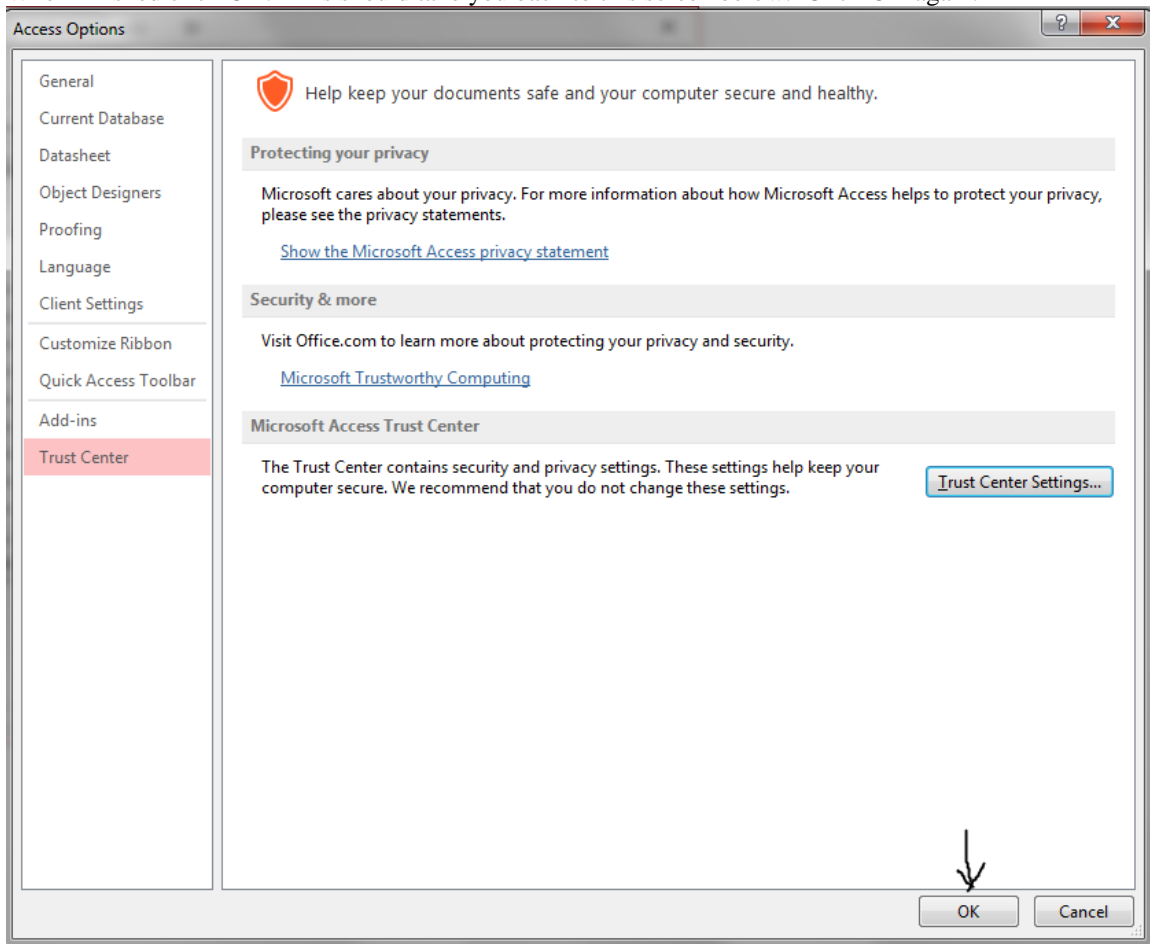 Access Options
General
Current Database
Datasheet
Object Designers
Proofing
Language
Client Settings
Customize Ribbon
Quick Access Toolbar
Add-ins
Trust Center
Help keep your documents safe and your computer secure and healthy.
Protecting your privacy
Microsoft cares about your privacy. For more information about how Microsoft Access helps to protect your privacy,
please see the privacy statements.
Show the Microsoft Access privacy statement
Security & more
Visit Office.com to learn more about protecting your privacy and security.
Microsoft Trustworthy Computing
Microsoft Access Trust Center
The Trust Center contains security and privacy settings. These settings help keep your
computer secure. We recommend that you do not change these settings.
Trust Center Settings...
OK
Cancel